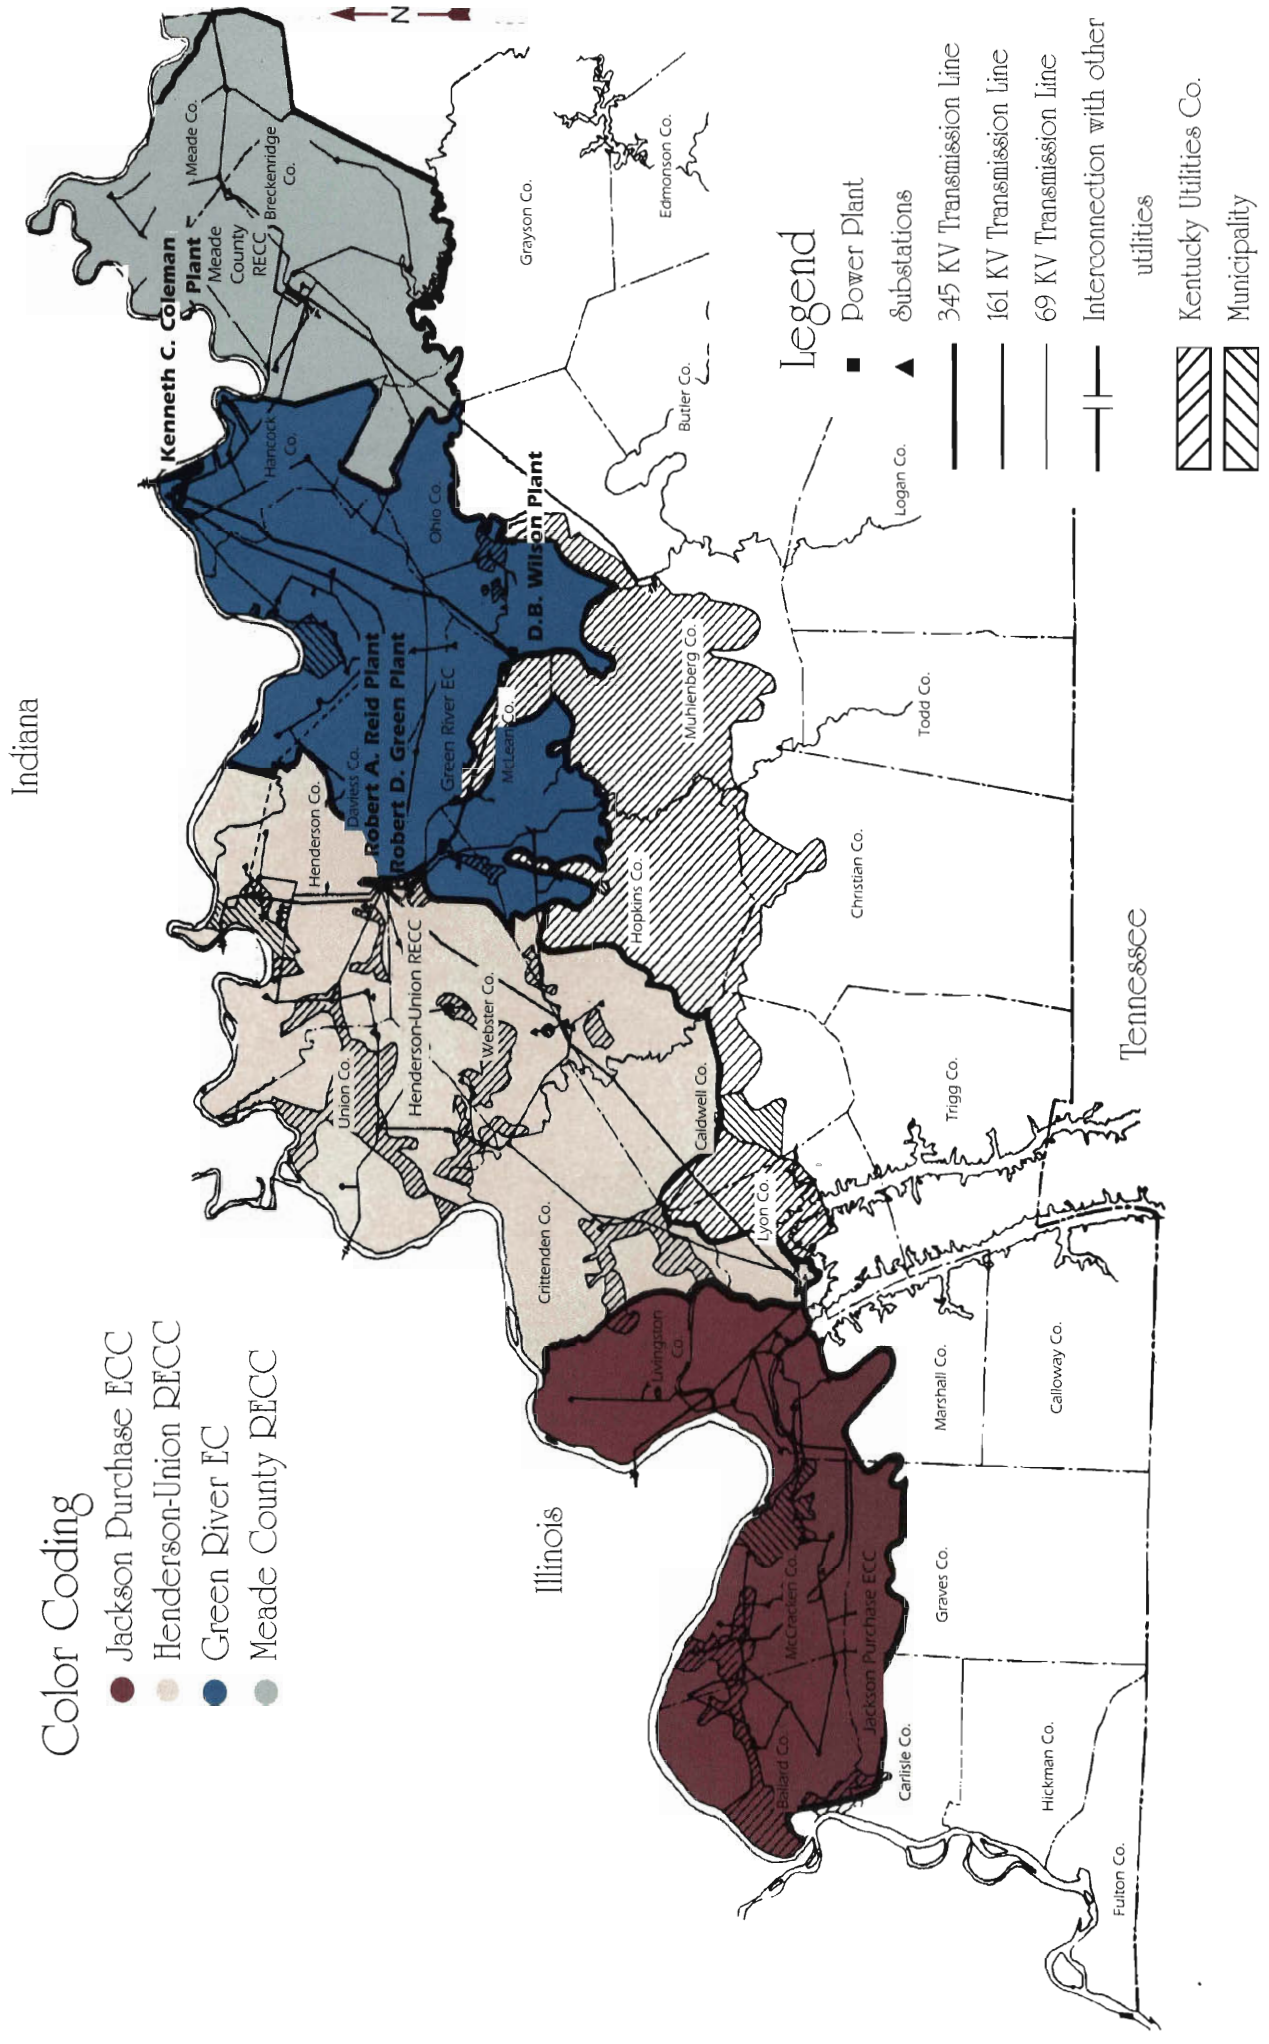 Indiana
Illinois
Tennessee
Color Coding
Jackson Purchase ECC
Henderson-Union RECC
Green River EC
Meade County RECC
N
Kenneth C. Coleman
Plant
Meade Co.
Breckenridge
Co.
Meade
County
RECC
Hancock
Co.
Ohio Co.
Grayson Co.
Edmonson Co.
Butler Co.
Logan Co.
D.B. Wilson Plant
Daviess Co.
Robert A. Reid Plant
Robert D. Green Plant
Green River EC
McLean Co.
Muhlenberg Co.
Todd Co.
Henderson Co.
Hopkins Co.
Christian Co.
Henderson-Union RECC
Webster Co.
Union Co.
Caldwell Co.
Trigg Co.
Crittenden Co.
Lyon Co.
Livingston
Co.
Marshall Co.
Calloway Co.
McCracken Co.
Jackson Purchase ECC
Graves Co.
Ballard Co.
Carlisle Co.
Hickman Co.
Fulton Co.
Legend
Power Plant
Substations
345 KV Transmission Line
161 KV Transmission Line
69 KV Transmission Line
Interconnection with other
utilities
Kentucky Utilities Co.
Municipality